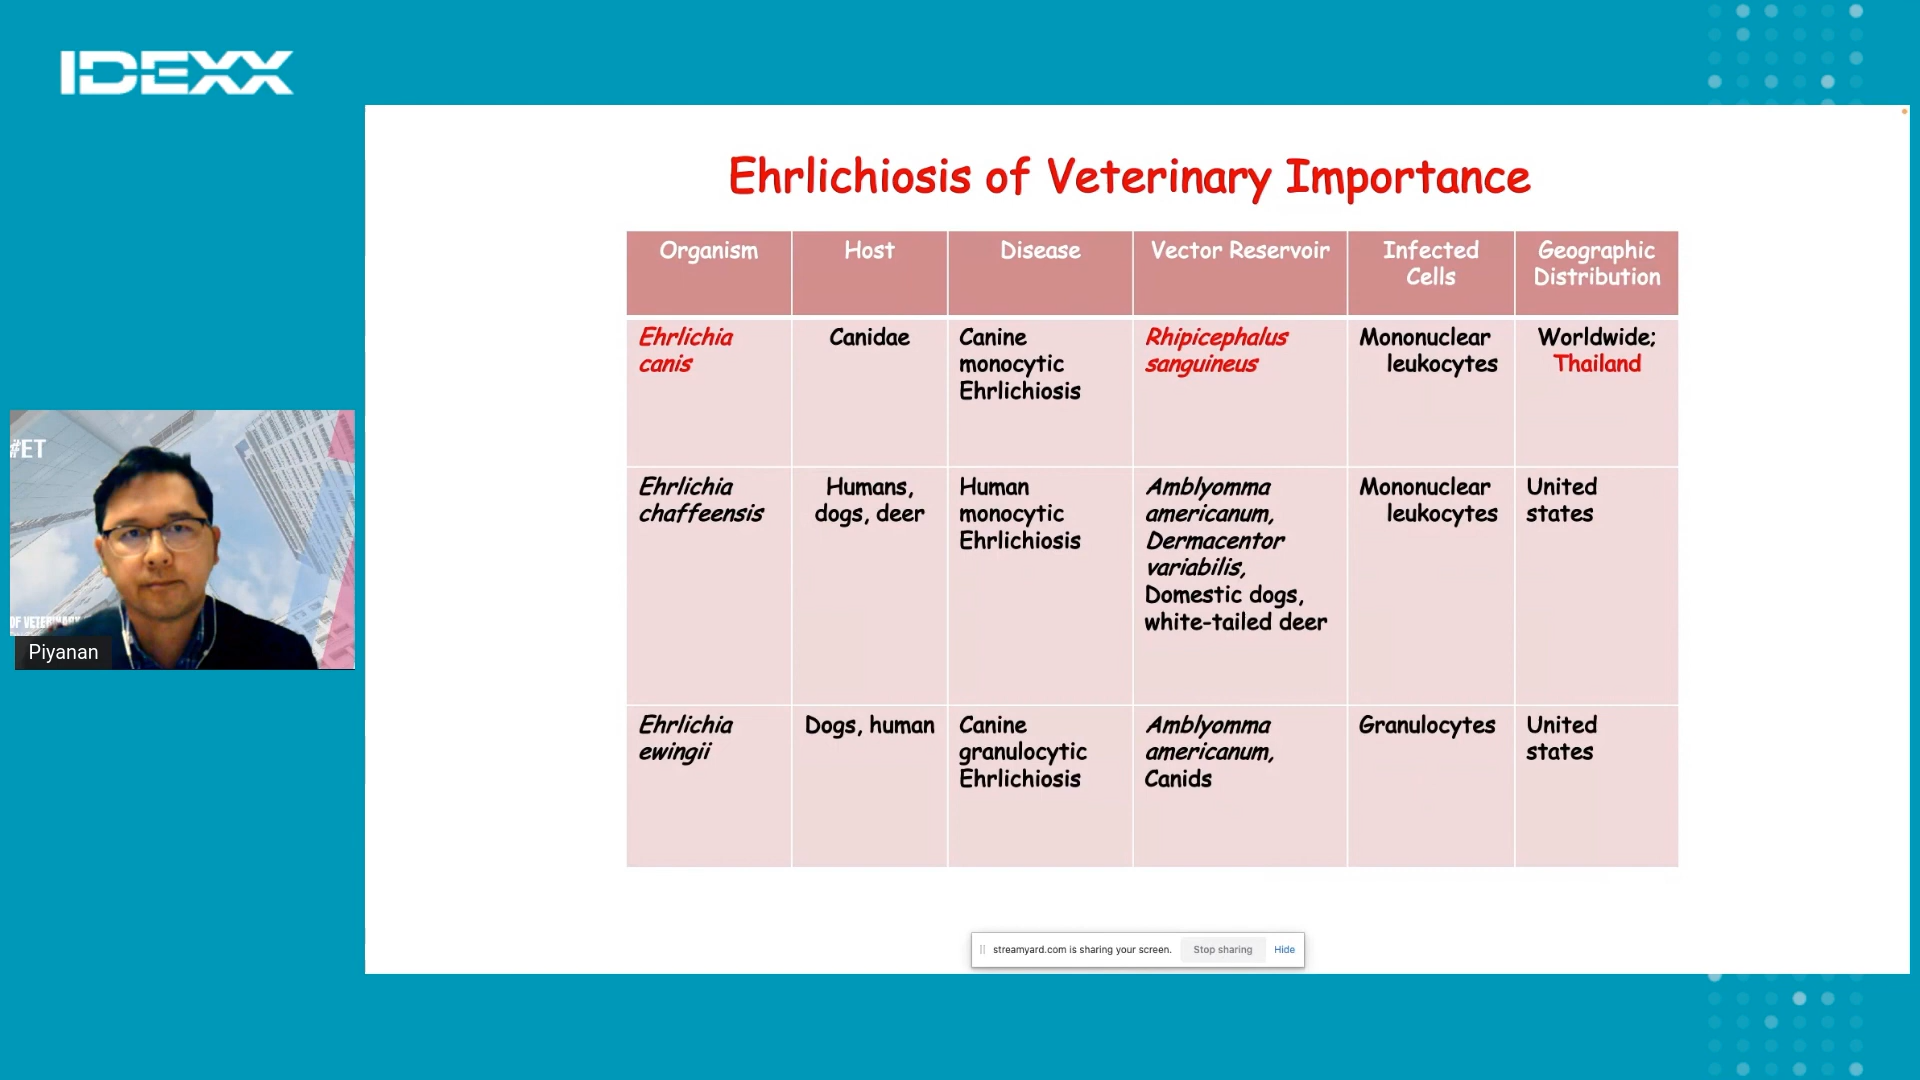 IDEXX
Ehrlichiosis of Veterinary Importance
Organism
Host
Disease
Vector Reservoir
Infected
Cells
Geographic
Distribution
Ehrlichia
canis
Canidae
Canine
monocytic
Ehrlichiosis
Rhipicephalus
sanguineus
Mononuclear
leukocytes
Worldwide;
Thailand
Ehrlichia
chaffeensis
Humans,
dogs, deer
Human
monocytic
Ehrlichiosis
Amblyomma
americanum,
Dermacentor
variabilis,
Domestic dogs,
white-tailed deer
Mononuclear
leukocytes
United
states
Ehrlichia
ewingii
Dogs, human
Canine
granulocytic
Ehrlichiosis
Amblyomma
americanum,
Canids
Granulocytes
United
states
#ET
OF VETERINARY
Piyanan
streamyard.com is sharing your screen.
Stop sharing
Hide